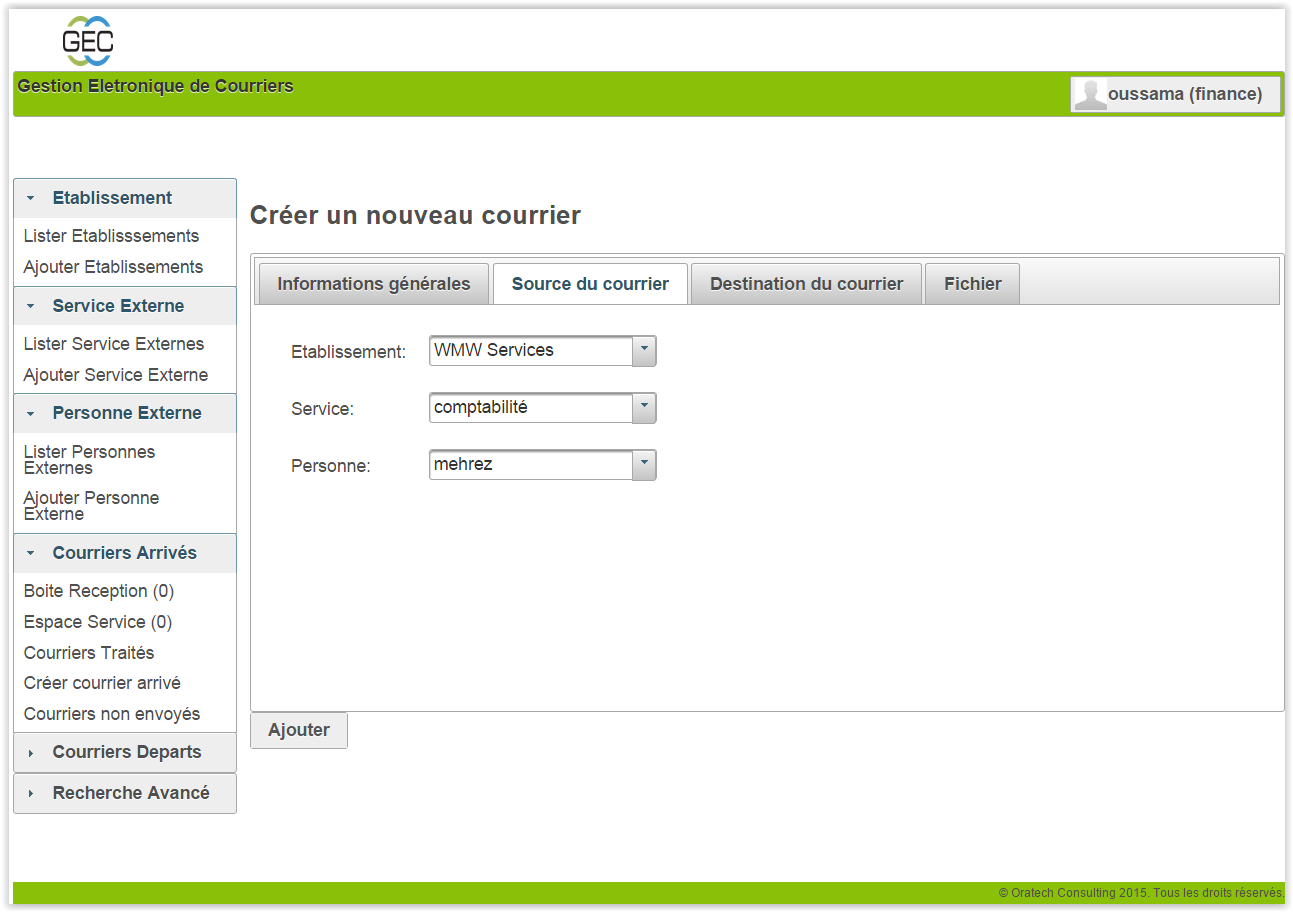 GEC
Gestion Eletronique de Courriers
oussama (finance)
Etablissement
Lister Etablisssements
Ajouter Etablissements
Service Externe
Lister Service Externes
Ajouter Service Externe
Personne Externe
Lister Personnes
Externes
Ajouter Personne
Externe
Courriers Arrivés
Boite Reception (0)
Espace Service (0)
Courriers Traités
Créer courrier arrivé
Courriers non envoyés
Courriers Departs
Recherche Avancé
Créer un nouveau courrier
Informations générales Source du courrier Destination du courrier Fichier
Etablissement: WMW Services
Service: comptabilité
Personne: mehrez
Ajouter
© Oratech Consulting 2015. Tous les droits réservés.